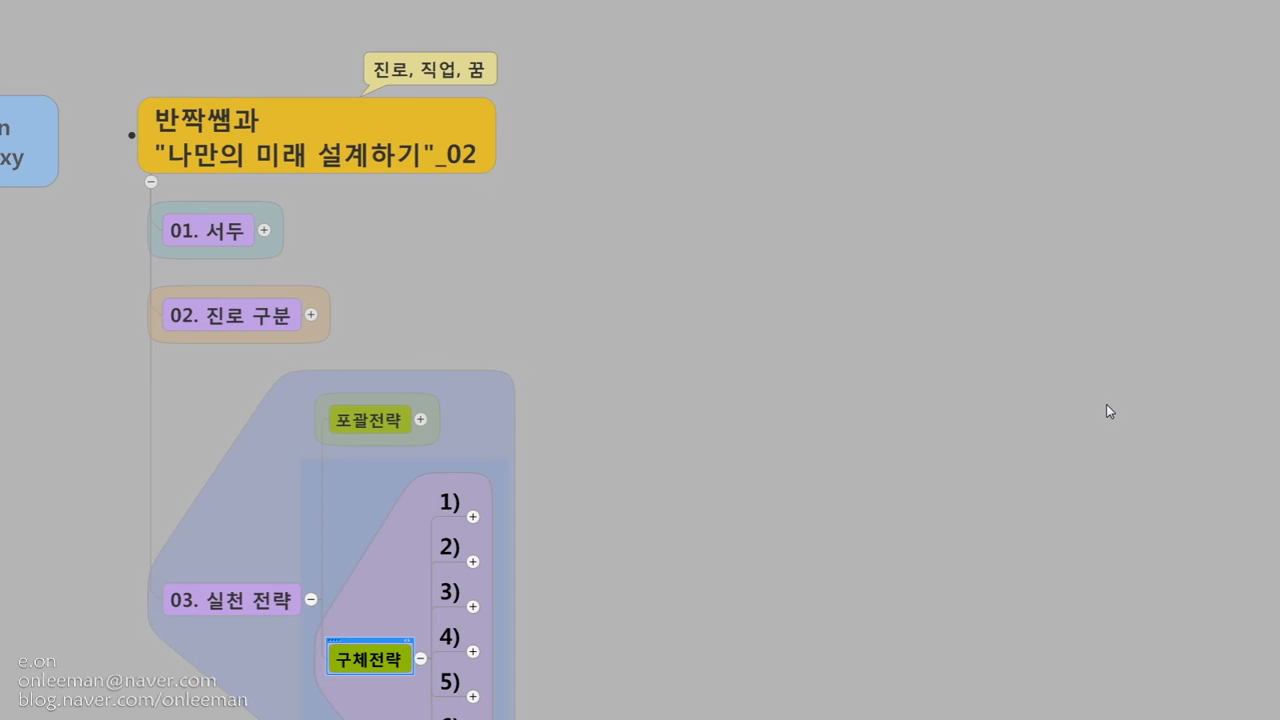 진로, 직업, 꿈
n
xy
반짝쌤과
"나만의 미래 설계하기"_02
01. 서두
02. 진로 구분
포괄전략
1)
2)
3)
03. 실천 전략
4)
구체전략
5)
e.on
onleeman@naver.com
blog.naver.com/onleeman